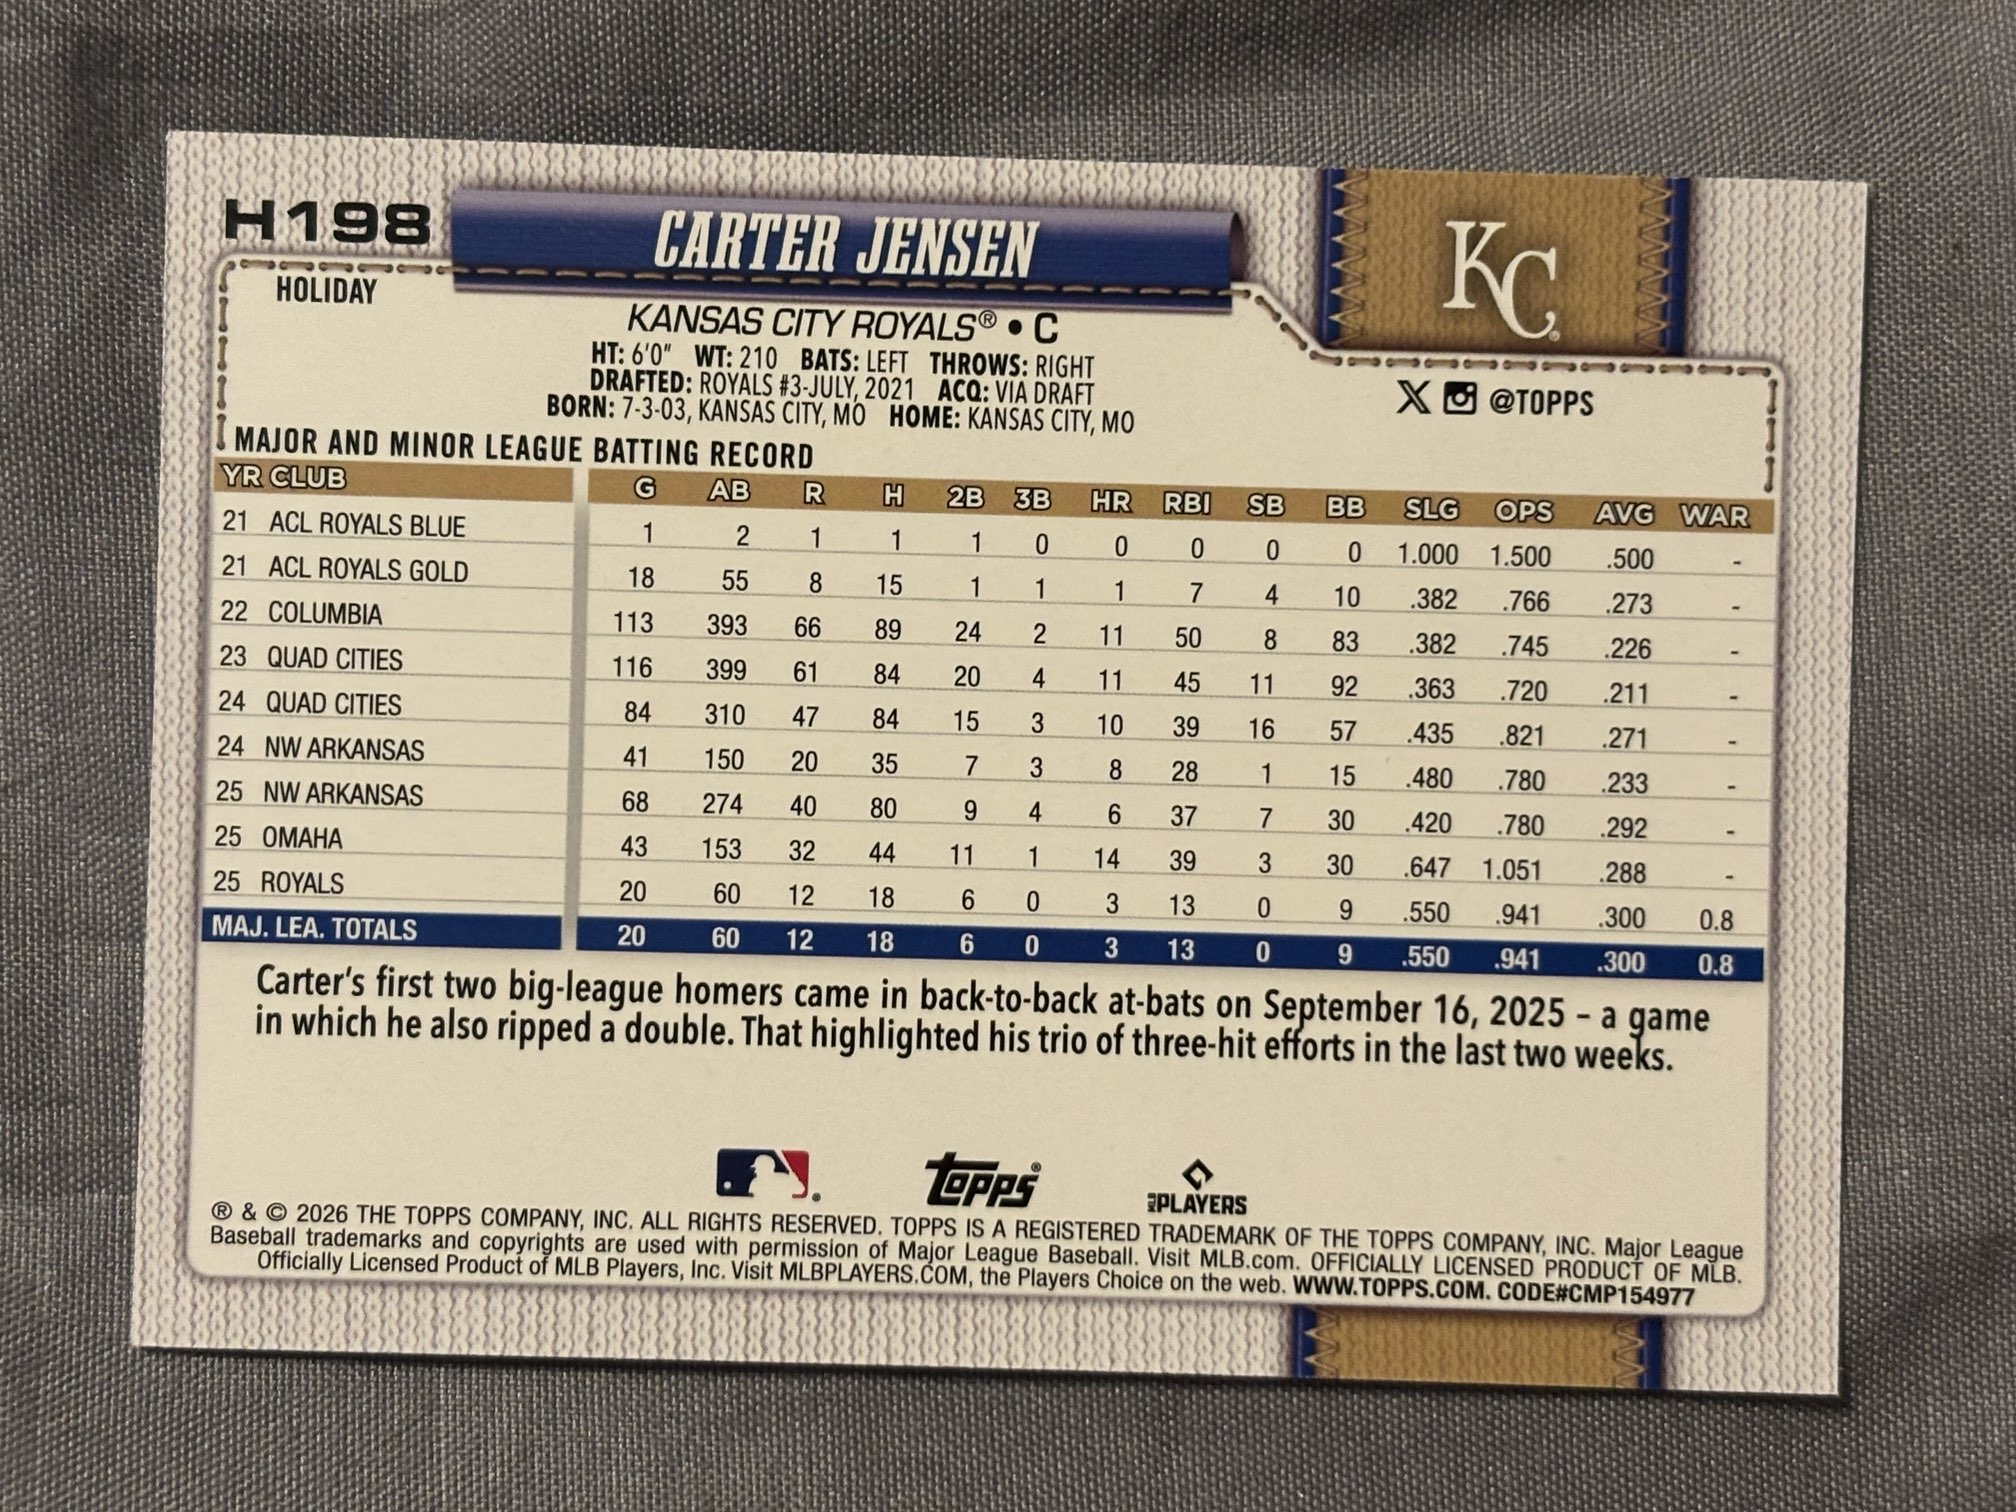 H198
CARTER JENSEN
KC
HOLIDAY
KANSAS CITY ROYALS® • C
HT: 6'0" WT: 210 BATS: LEFT THROWS: RIGHT
DRAFTED: ROYALS #3-JULY, 2021 ACQ: VIA DRAFT
BORN: 7-3-03, KANSAS CITY, MO HOME: KANSAS CITY, MO
X @TOPPS
MAJOR AND MINOR LEAGUE BATTING RECORD
YR CLUB G AB R H 2B 3B HR RBI SB BB SLG OPS AVG WAR
21 ACL ROYALS BLUE 1 2 1 1 1 0 0 0 0 0 1.000 1.500 .500 -
21 ACL ROYALS GOLD 18 55 8 15 1 1 1 7 4 10 .382 .766 .273 -
22 COLUMBIA 113 393 66 89 24 2 11 50 8 83 .382 .745 .226 -
23 QUAD CITIES 116 399 61 84 20 4 11 45 11 92 .363 .720 .211 -
24 QUAD CITIES 84 310 47 84 15 3 10 39 16 57 .435 .821 .271 -
24 NW ARKANSAS 41 150 20 35 7 3 8 28 1 15 .480 .780 .233 -
25 NW ARKANSAS 68 274 40 80 9 4 6 37 7 30 .420 .780 .292 -
25 OMAHA 43 153 32 44 11 1 14 39 3 30 .647 1.051 .288 -
25 ROYALS 20 60 12 18 6 0 3 13 0 9 .550 .941 .300 0.8
MAJ. LEA. TOTALS 20 60 12 18 6 0 3 13 0 9 .550 .941 .300 0.8
Carter's first two big-league homers came in back-to-back at-bats on September 16, 2025 – a game
in which he also ripped a double. That highlighted his trio of three-hit efforts in the last two weeks.
topps®
MLB PLAYERS
® & © 2026 THE TOPPS COMPANY, INC. ALL RIGHTS RESERVED. TOPPS IS A REGISTERED TRADEMARK OF THE TOPPS COMPANY, INC. Major League
Baseball trademarks and copyrights are used with permission of Major League Baseball. Visit MLB.com. OFFICIALLY LICENSED PRODUCT OF MLB.
Officially Licensed Product of MLB Players, Inc. Visit MLBPLAYERS.COM, the Players Choice on the web. WWW.TOPPS.COM. CODE#CMP154977